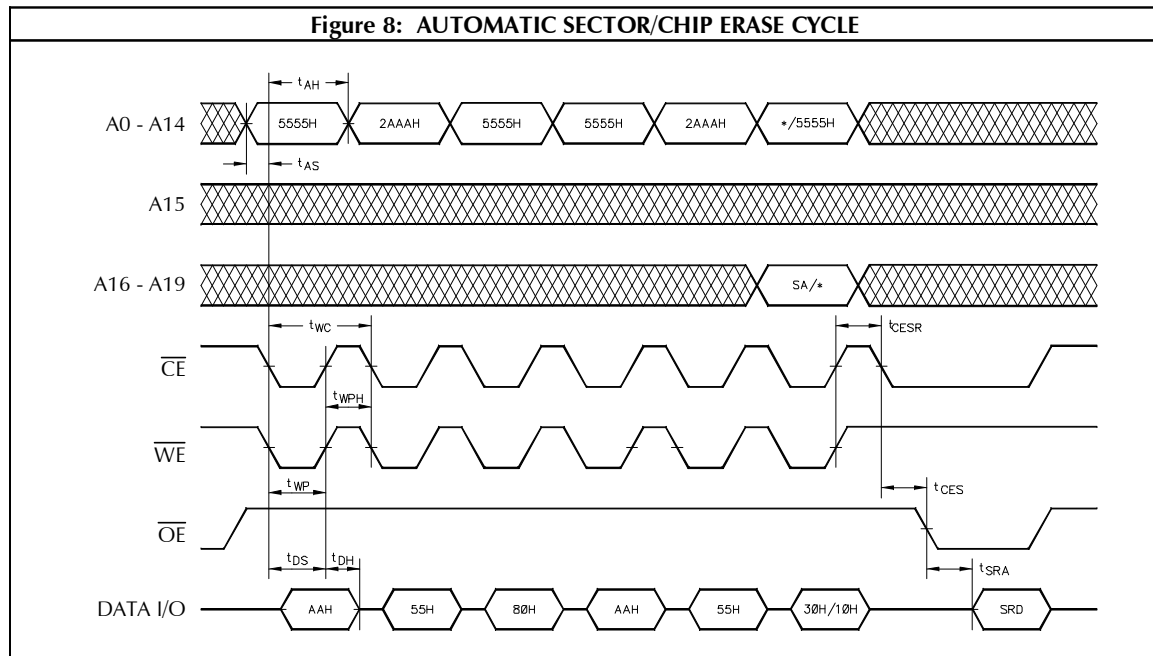 Figure 8: AUTOMATIC SECTOR/CHIP ERASE CYCLE
tAH
A0 - A14
5555H
2AAAH
5555H
5555H
2AAAH
*/5555H
tAS
A15
A16 - A19
SA/*
tWC
tCESR
CE
tWPH
WE
tWP
tCES
OE
tDS
tDH
tSRA
DATA I/O
AAH
55H
80H
AAH
55H
30H/10H
SRD